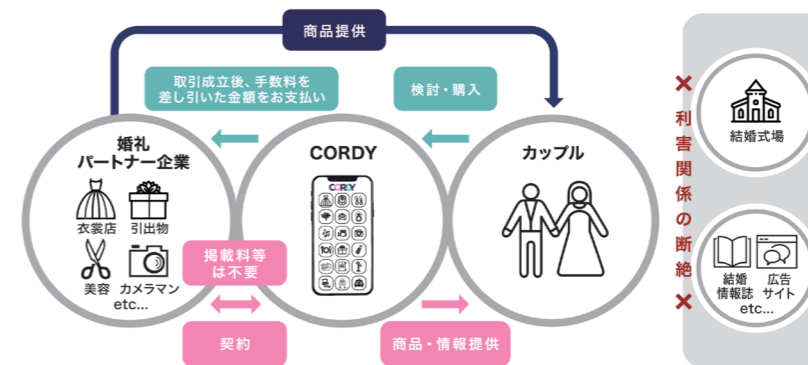 商品提供
取引成立後、手数料を
差し引いた金額をお支払い
検討・購入
婚礼
パートナー企業
衣裳店
引出物
美容
カメラマン
etc...
CORDY
CORDY
カップル
掲載料等
は不要
契約
商品・情報提供
×利害関係の断絶×
結婚式場
結婚
情報誌
広告
サイト
etc...